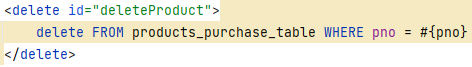 <delete id="deleteProduct">
    delete FROM products_purchase_table WHERE pno = #{pno}
</delete>